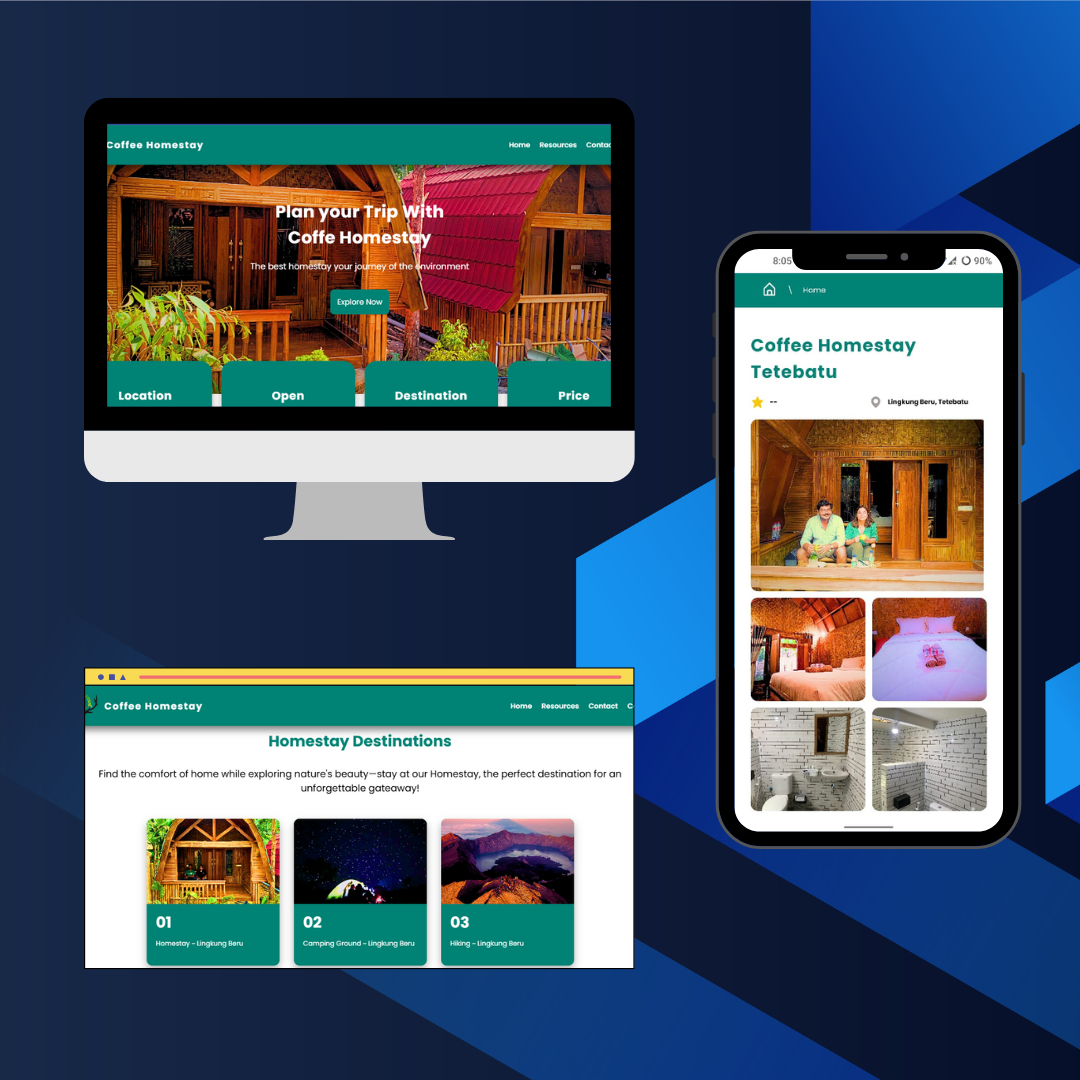 Coffee Homestay
Home Resources Contac
Plan your Trip With
Coffe Homestay
The best homestay your journey of the environment
Explore Now
Location Open Destination Price
8:05 90%
\ Home
Coffee Homestay
Tetebatu
-- Lingkung Beru, Tetebatu
Coffee Homestay
Home Resources Contact C
Homestay Destinations
Find the comfort of home while exploring nature's beauty—stay at our Homestay, the perfect destination for an
unforgettable gateaway!
01
Homestay - Lingkung Beru
02
Camping Ground - Lingkung Beru
03
Hiking - Lingkung Beru